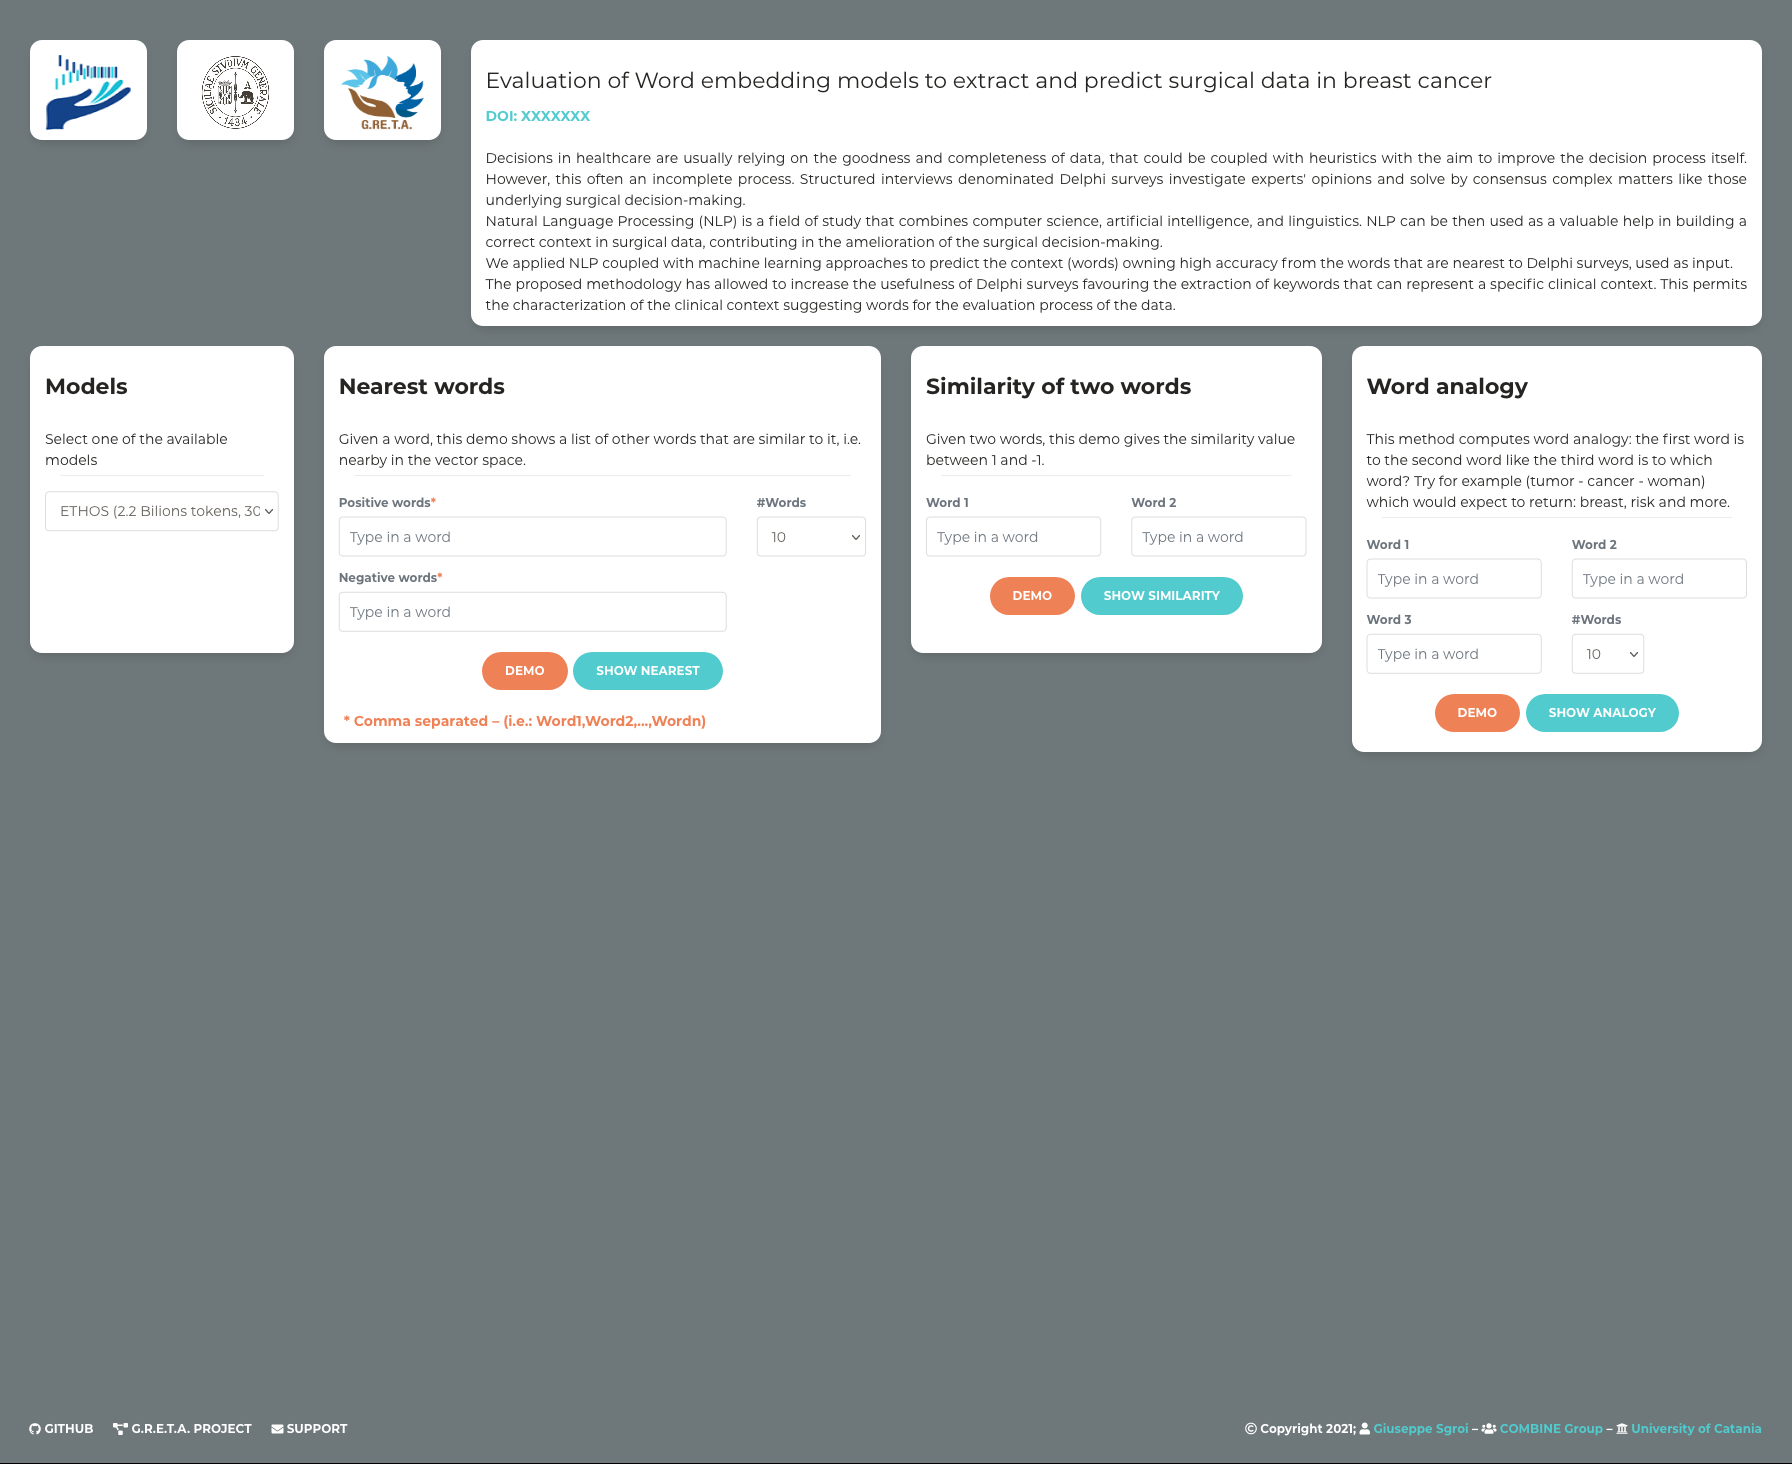 SICILIAE STVDIVM GENERALE
1434
G.RE.T.A.
Evaluation of Word embedding models to extract and predict surgical data in breast cancer
DOI: XXXXXXX
Decisions in healthcare are usually relying on the goodness and completeness of data, that could be coupled with heuristics with the aim to improve the decision process itself.
However, this often an incomplete process. Structured interviews denominated Delphi surveys investigate experts' opinions and solve by consensus complex matters like those
underlying surgical decision-making.
Natural Language Processing (NLP) is a field of study that combines computer science, artificial intelligence, and linguistics. NLP can be then used as a valuable help in building a
correct context in surgical data, contributing in the amelioration of the surgical decision-making.
We applied NLP coupled with machine learning approaches to predict the context (words) owning high accuracy from the words that are nearest to Delphi surveys, used as input.
The proposed methodology has allowed to increase the usefulness of Delphi surveys favouring the extraction of keywords that can represent a specific clinical context. This permits
the characterization of the clinical context suggesting words for the evaluation process of the data.
Models
Select one of the available
models
ETHOS (2.2 Bilions tokens, 30
Nearest words
Given a word, this demo shows a list of other words that are similar to it, i.e.
nearby in the vector space.
Positive words*
#Words
Type in a word
10
Negative words*
Type in a word
DEMO
SHOW NEAREST
* Comma separated – (i.e.: Word1,Word2,...,Wordn)
Similarity of two words
Given two words, this demo gives the similarity value
between 1 and -1.
Word 1
Word 2
Type in a word
Type in a word
DEMO
SHOW SIMILARITY
Word analogy
This method computes word analogy: the first word is
to the second word like the third word is to which
word? Try for example (tumor - cancer - woman)
which would expect to return: breast, risk and more.
Word 1
Word 2
Type in a word
Type in a word
Word 3
#Words
Type in a word
10
DEMO
SHOW ANALOGY
GITHUB
G.R.E.T.A. PROJECT
SUPPORT
© Copyright 2021; Giuseppe Sgroi – COMBINE Group – University of Catania